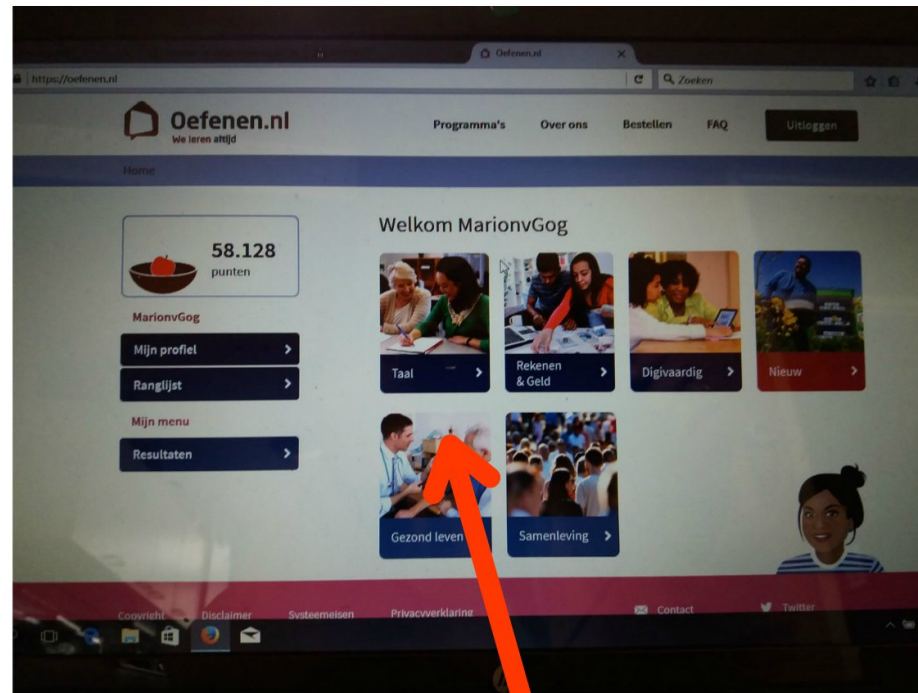 Oefenen.nl
https://oefenen.nl
Zoeken
Oefenen.nl
We leren altijd
Programma's
Over ons
Bestellen
FAQ
Uitloggen
Home
58.128
punten
MarionvGog
Mijn profiel
Ranglijst
Mijn menu
Resultaten
Welkom MarionvGog
Taal
Rekenen
& Geld
Digivaardig
Nieuw
Gezond leven
Samenleving
Copyright
Disclaimer
Systeemeisen
Privacyverklaring
Contact
Twitter